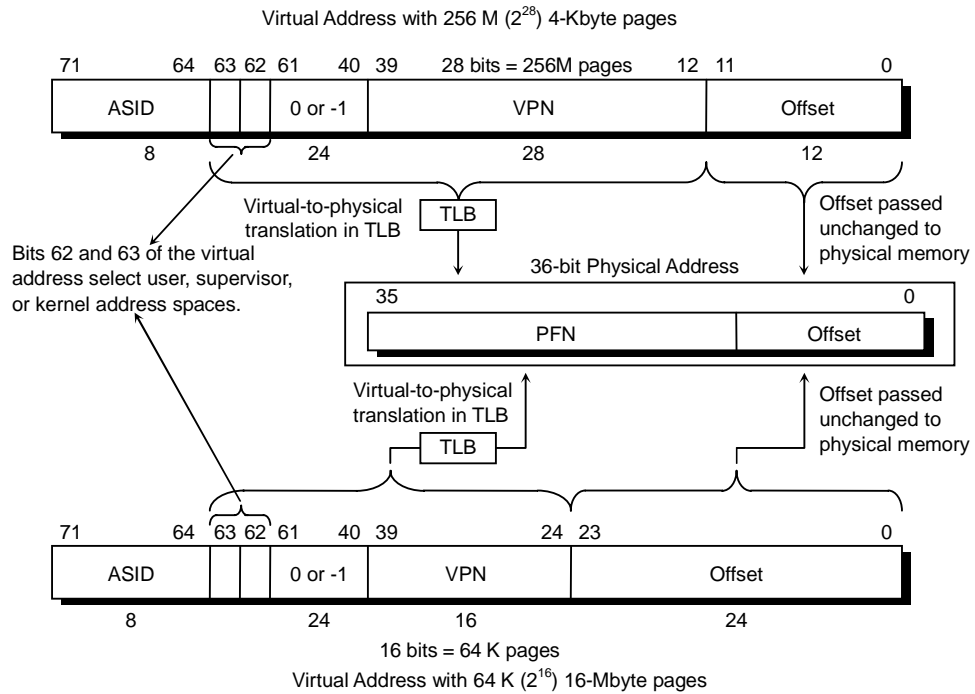 Virtual Address with 256 M (2^28) 4-Kbyte pages
71 64 63 62 61 40 39 28 bits = 256M pages 12 11 0
ASID 0 or -1 VPN Offset
8 24 28 12
Virtual-to-physical
translation in TLB
TLB
Offset passed
unchanged to
physical memory
Bits 62 and 63 of the virtual
address select user, supervisor,
or kernel address spaces.
36-bit Physical Address
35 0
PFN Offset
Virtual-to-physical
translation in TLB
TLB
Offset passed
unchanged to
physical memory
71 64 63 62 61 40 39 24 23 0
ASID 0 or -1 VPN Offset
8 24 16 24
16 bits = 64 K pages
Virtual Address with 64 K (2^16) 16-Mbyte pages